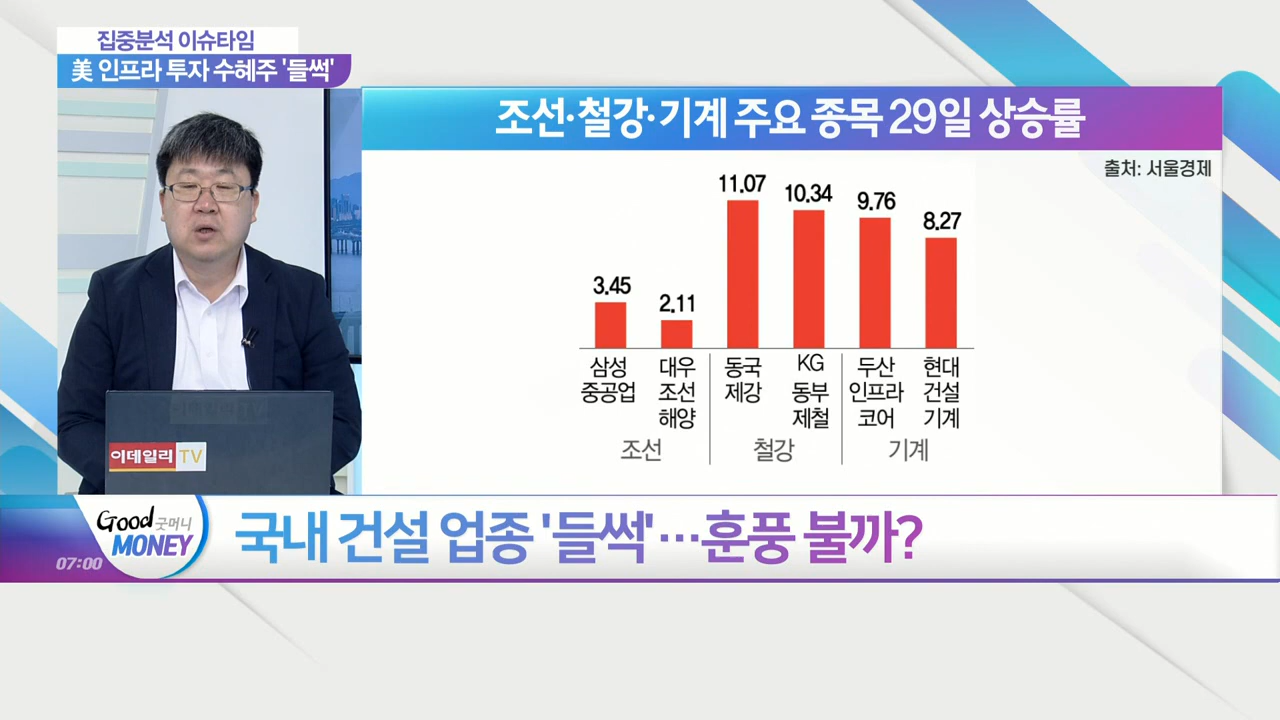 집중분석 이슈타임
美 인프라 투자 수혜주 '들썩'
조선·철강·기계 주요 종목 29일 상승률
출처: 서울경제
3.45
2.11
11.07
10.34
9.76
8.27
삼성
중공업
대우
조선
해양
동국
제강
KG
동부
제철
두산
인프라
코어
현대
건설
기계
조선
철강
기계
이데일리 TV
Good 굿머니
MONEY
07:00
국내 건설 업종 '들썩'…훈풍 불까?